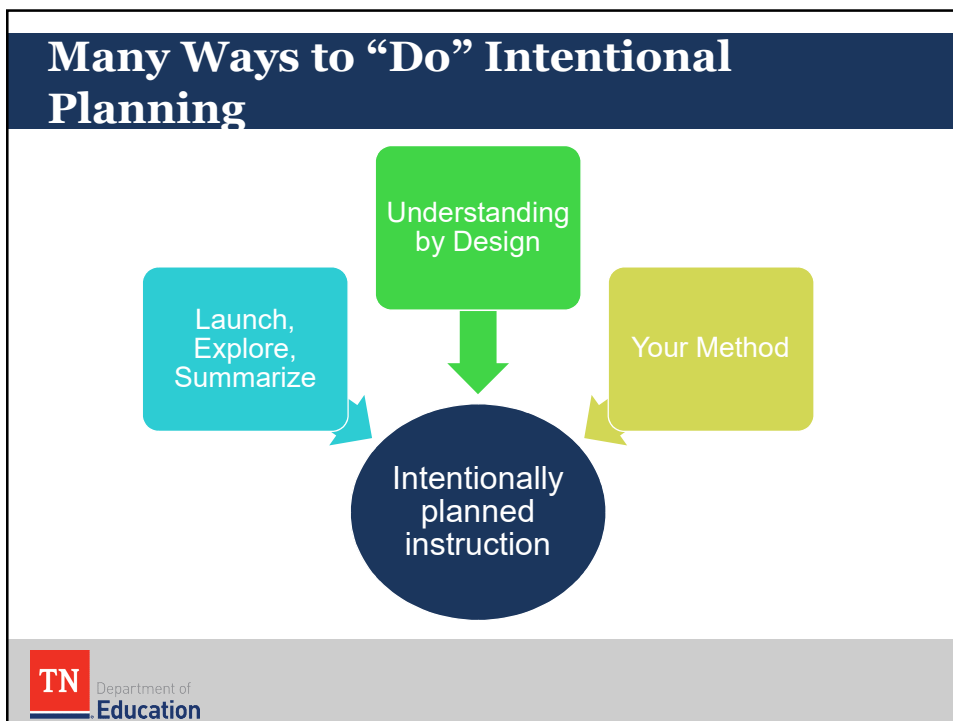 Many Ways to “Do” Intentional
Planning
Understanding
by Design
Launch,
Explore,
Summarize
Your Method
Intentionally
planned
instruction
TN
Department of
Education